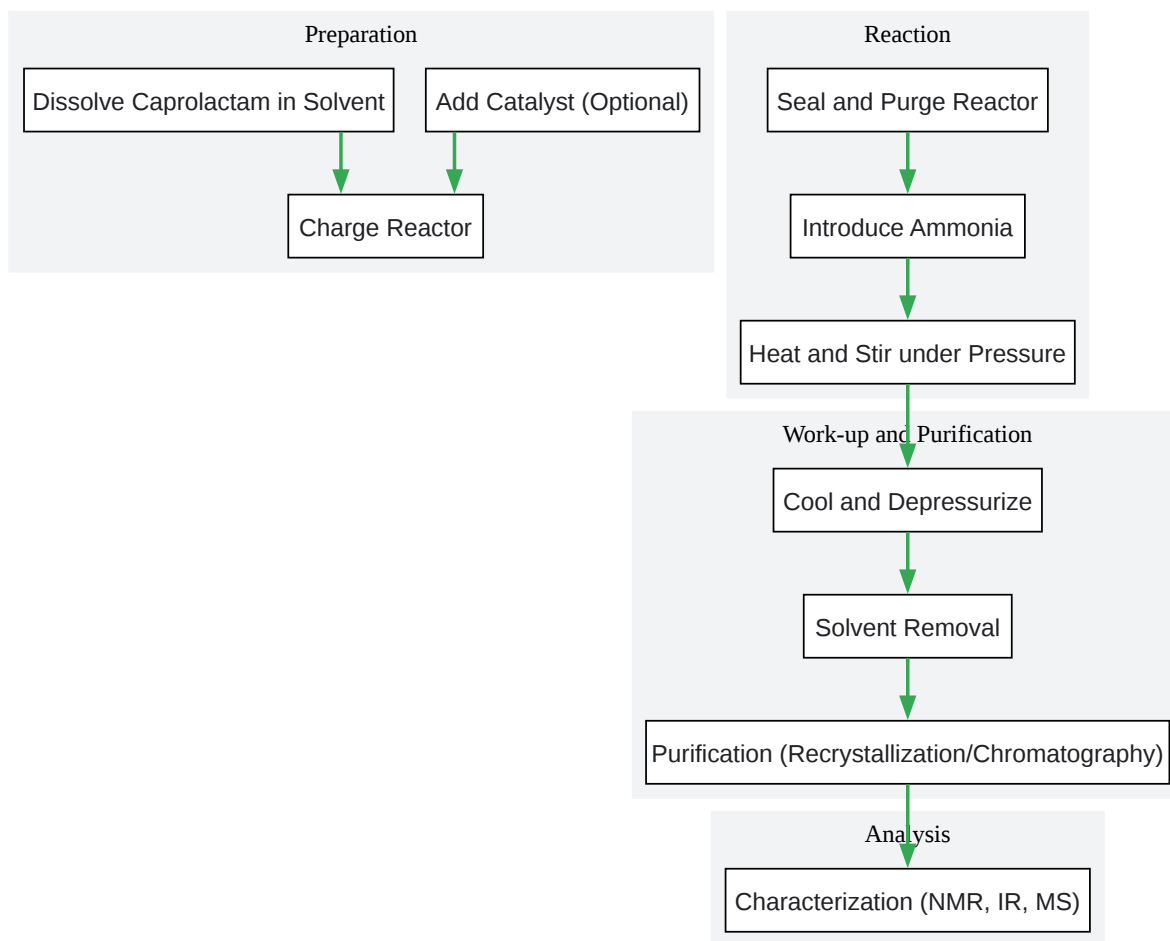 Preparation
Dissolve Caprolactam in Solvent
Add Catalyst (Optional)
Charge Reactor
Reaction
Seal and Purge Reactor
Introduce Ammonia
Heat and Stir under Pressure
Work-up and Purification
Cool and Depressurize
Solvent Removal
Purification (Recrystallization/Chromatography)
Analysis
Characterization (NMR, IR, MS)